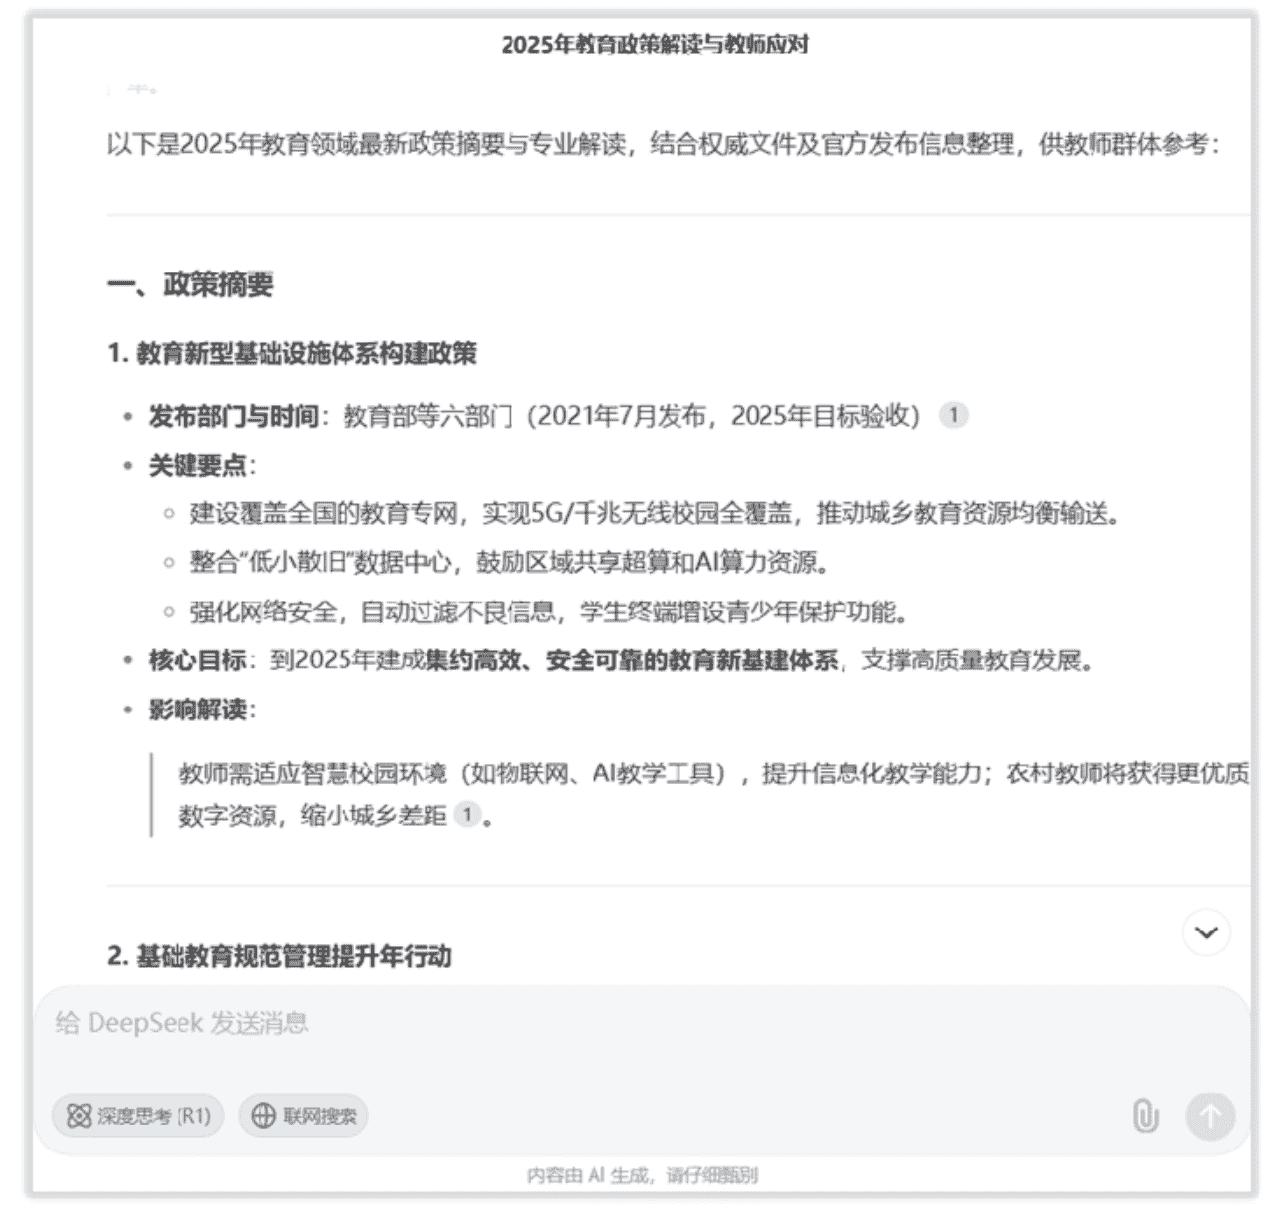 2025年教育政策解读与教师应对
以下是2025年教育领域最新政策摘要与专业解读，结合权威文件及官方发布信息整理，供教师群体参考：
一、政策摘要
1. 教育新型基础设施体系构建政策
• 发布部门与时间：教育部等六部门（2021年7月发布，2025年目标验收） 1
• 关键要点：
○ 建设覆盖全国的教育专网，实现5G/千兆无线校园全覆盖，推动城乡教育资源均衡输送。
○ 整合“低小散旧”数据中心，鼓励区域共享超算和AI算力资源。
○ 强化网络安全，自动过滤不良信息，学生终端增设青少年保护功能。
• 核心目标：到2025年建成集约高效、安全可靠的教育新基建体系，支撑高质量教育发展。
• 影响解读：
教师需适应智慧校园环境（如物联网、AI教学工具），提升信息化教学能力；农村教师将获得更优质
数字资源，缩小城乡差距 1 。
2. 基础教育规范管理提升年行动
给 DeepSeek 发送消息
深度思考 (R1) 联网搜索
内容由 AI 生成，请仔细甄别